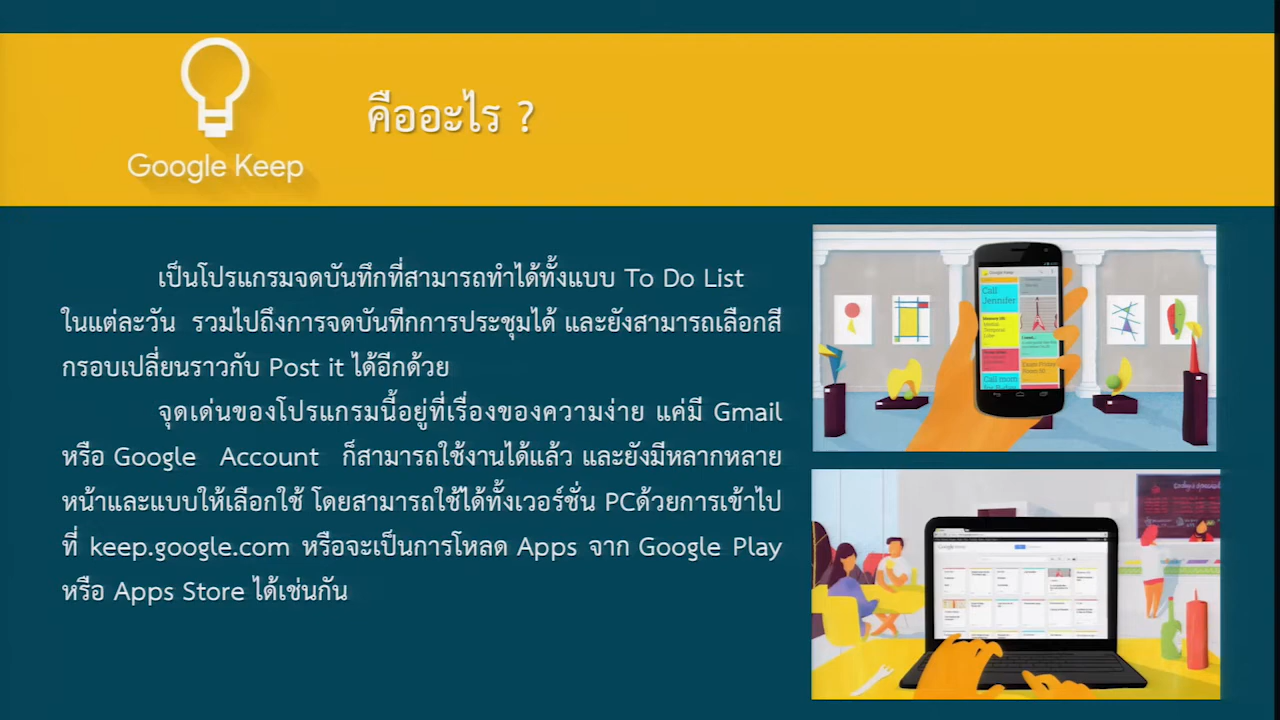 คืออะไร ?
Google Keep
เป็นโปรแกรมจดบันทึกที่สามารถทำได้ทั้งแบบ To Do List
ในแต่ละวัน รวมไปถึงการจดบันทึกการประชุมได้ และยังสามารถเลือกสี
กรอบเปลี่ยนราวกับ Post it ได้อีกด้วย
จุดเด่นของโปรแกรมนี้อยู่ที่เรื่องของความง่าย แค่มี Gmail
หรือ Google Account ก็สามารถใช้งานได้แล้ว และยังมีหลากหลาย
หน้าและแบบให้เลือกใช้ โดยสามารถใช้ได้ทั้งเวอร์ชั่น PCด้วยการเข้าไป
ที่ keep.google.com หรือจะเป็นการโหลด Apps จาก Google Play
หรือ Apps Store ได้เช่นกัน
Google Keep
Call
Jennifer
Call mom
Google Keep